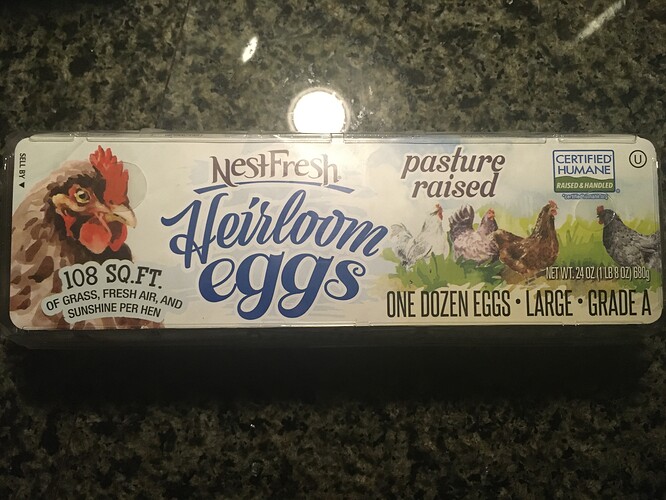 SELL BY ▼
NestFresh
Heirloom
eggs
pasture
raised
CERTIFIED
HUMANE
RAISED & HANDLED
U
108 SQ.FT.
OF GRASS, FRESH AIR, AND
SUNSHINE PER HEN
NET WT. 24 OZ (1 LB 8 OZ) 680g
ONE DOZEN EGGS • LARGE • GRADE A